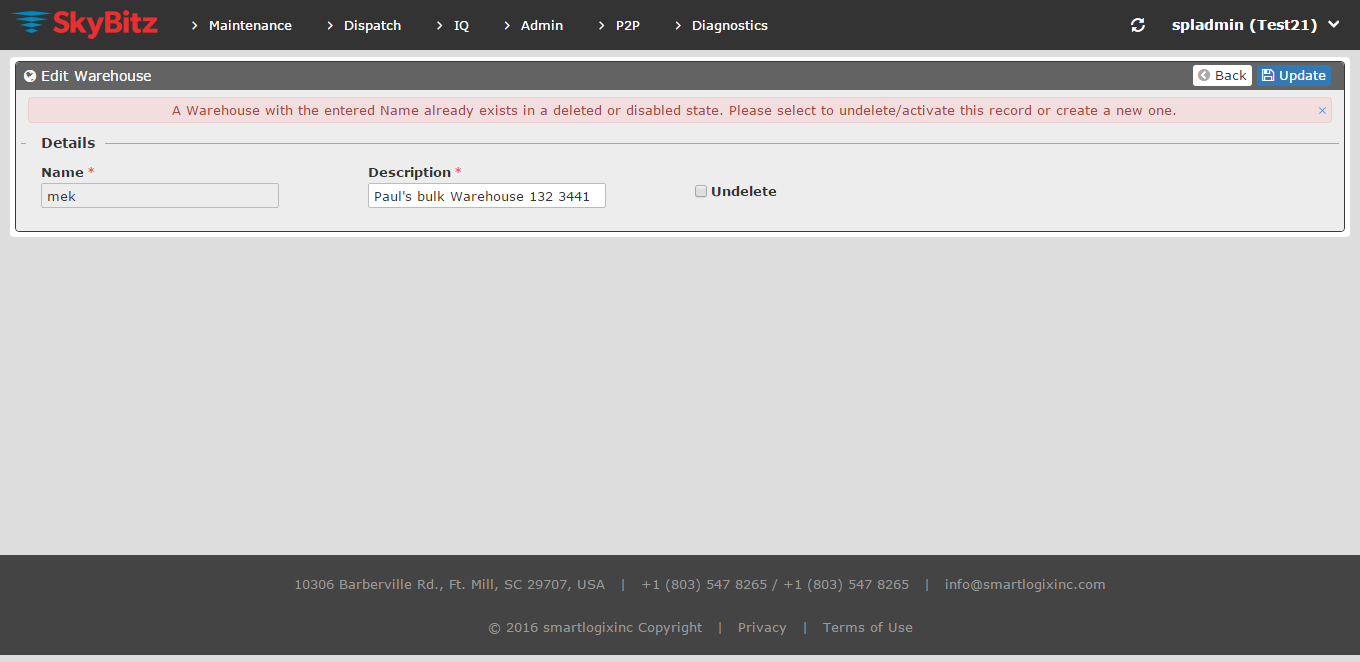 SkyBitz Maintenance Dispatch IQ Admin P2P Diagnostics spladmin (Test21)
Edit Warehouse Back Update
A Warehouse with the entered Name already exists in a deleted or disabled state. Please select to undelete/activate this record or create a new one. ×
Details
Name * Description *
mek Paul's bulk Warehouse 132 3441 Undelete
10306 Barberville Rd., Ft. Mill, SC 29707, USA | +1 (803) 547 8265 / +1 (803) 547 8265 | info@smartlogixinc.com
© 2016 smartlogixinc Copyright | Privacy | Terms of Use